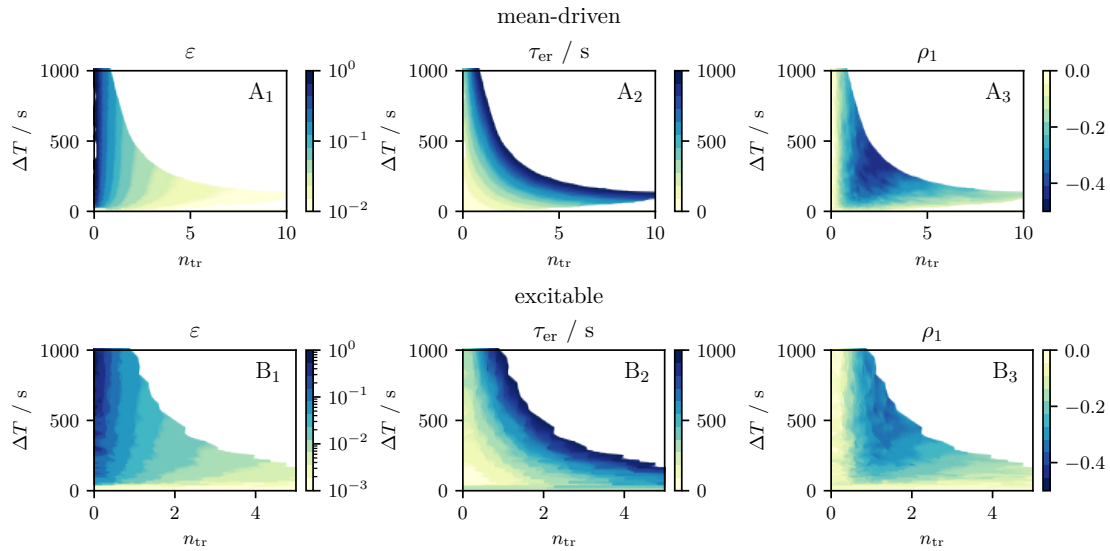 mean-driven
ε
τer / s
ρ1
1000
500
0
ΔT / s
A1
0
5
10
ntr
10^0
10^-1
10^-2
1000
500
0
ΔT / s
A2
0
5
10
ntr
1000
500
0
1000
500
0
ΔT / s
A3
0
5
10
ntr
0.0
−0.2
−0.4
excitable
ε
τer / s
ρ1
1000
500
0
ΔT / s
B1
0
2
4
ntr
10^0
10^-1
10^-2
10^-3
1000
500
0
ΔT / s
B2
0
2
4
ntr
1000
500
0
1000
500
0
ΔT / s
B3
0
2
4
ntr
0.0
−0.2
−0.4